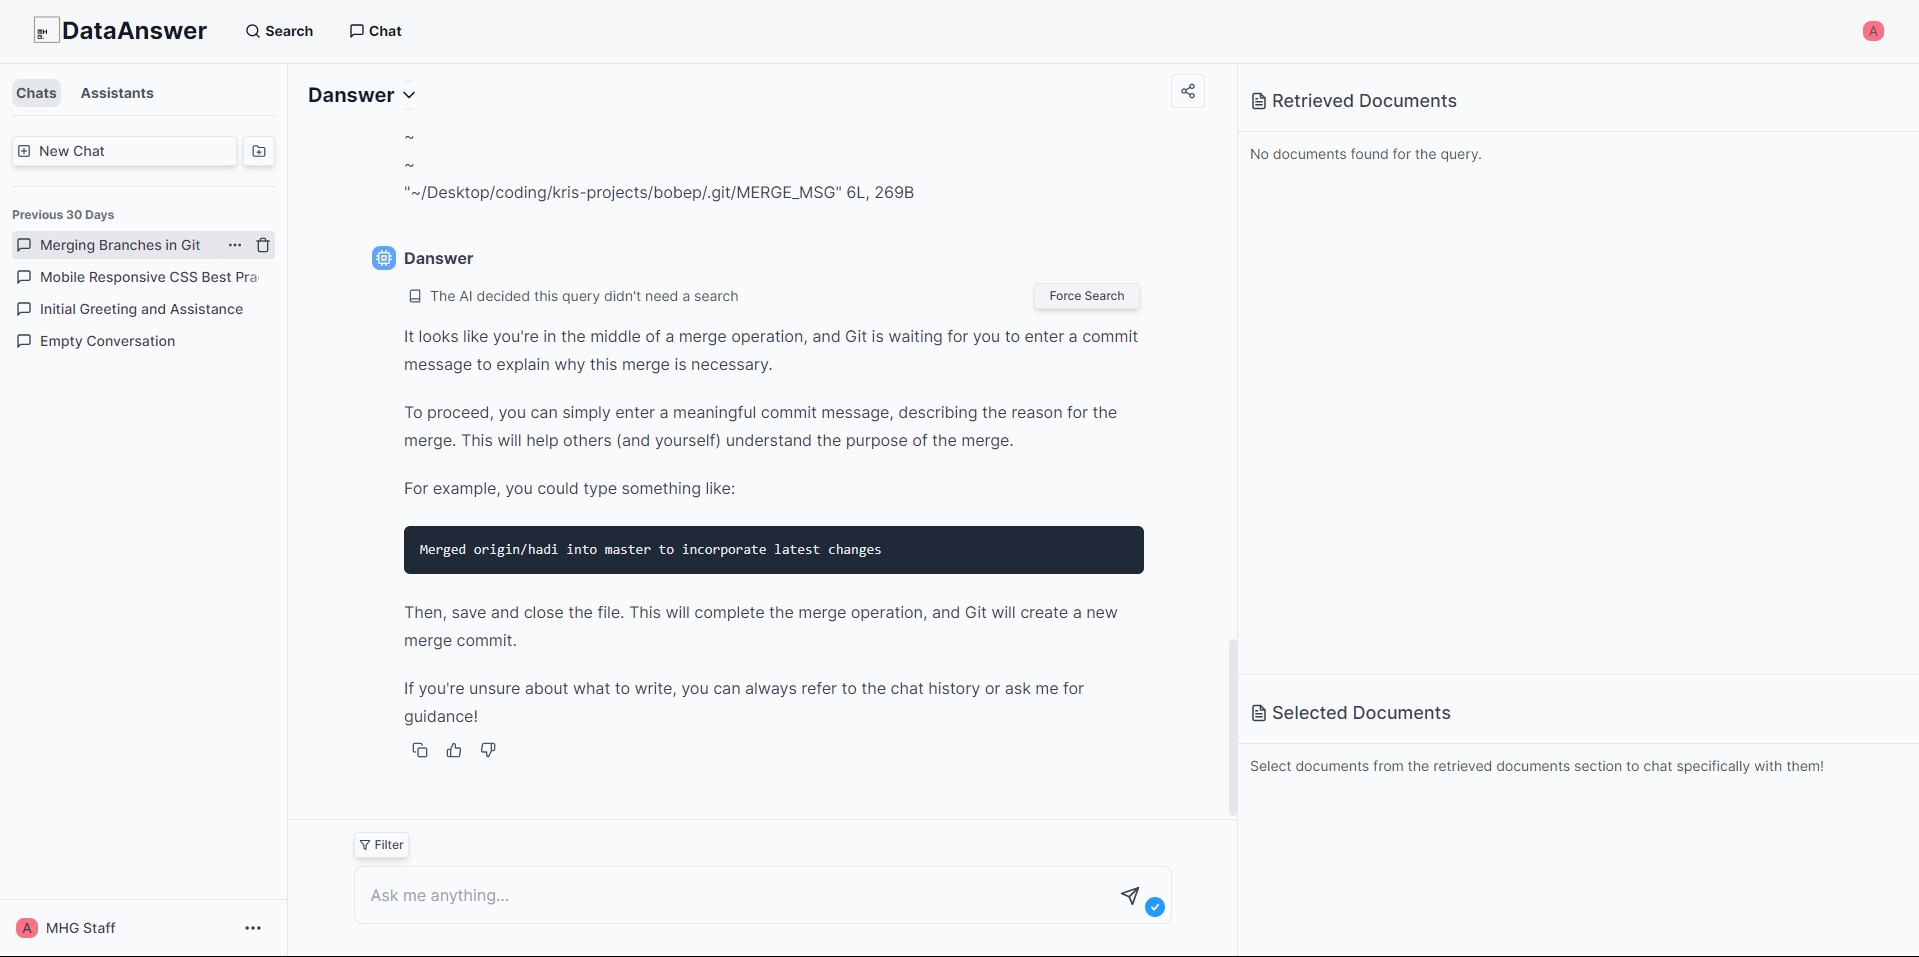 DataAnswer
Search
Chat
A
Chats
Assistants
New Chat
Previous 30 Days
Merging Branches in Git
Mobile Responsive CSS Best Pra
Initial Greeting and Assistance
Empty Conversation
A MHG Staff
Danswer
~
~
"~/Desktop/coding/kris-projects/bobep/.git/MERGE_MSG" 6L, 269B
Danswer
The AI decided this query didn't need a search
Force Search
It looks like you're in the middle of a merge operation, and Git is waiting for you to enter a commit
message to explain why this merge is necessary.
To proceed, you can simply enter a meaningful commit message, describing the reason for the
merge. This will help others (and yourself) understand the purpose of the merge.
For example, you could type something like:
Merged origin/hadi into master to incorporate latest changes
Then, save and close the file. This will complete the merge operation, and Git will create a new
merge commit.
If you're unsure about what to write, you can always refer to the chat history or ask me for
guidance!
Filter
Ask me anything...
Retrieved Documents
No documents found for the query.
Selected Documents
Select documents from the retrieved documents section to chat specifically with them!